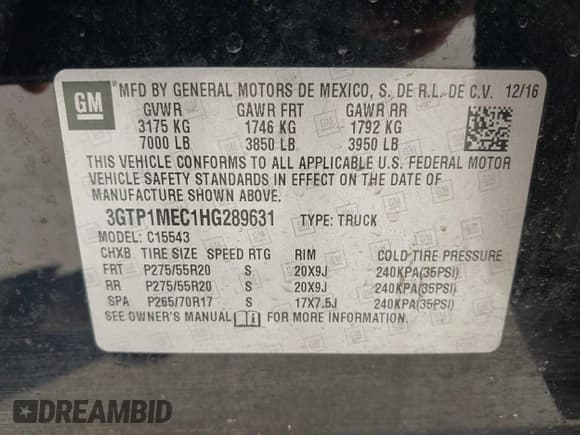 GM
MFD BY GENERAL MOTORS DE MEXICO, S. DE R.L. DE C.V. 12/16
GVWR GAWR FRT GAWR RR
3175 KG 1746 KG 1792 KG
7000 LB 3850 LB 3950 LB
THIS VEHICLE CONFORMS TO ALL APPLICABLE U.S. FEDERAL MOTOR
VEHICLE SAFETY STANDARDS IN EFFECT ON THE DATE OF
MANUFACTURE SHOWN ABOVE.
3GTP1MEC1HG289631 TYPE: TRUCK
MODEL: C15543
CHXB TIRE SIZE SPEED RTG RIM COLD TIRE PRESSURE
FRT P275/55R20 S 20X9J 240KPA(35PSI)
RR P275/55R20 S 20X9J 240KPA(35PSI)
SPA P265/70R17 S 17X7.5J 240KPA(35PSI)
SEE OWNER'S MANUAL FOR MORE INFORMATION.
DREAMBID